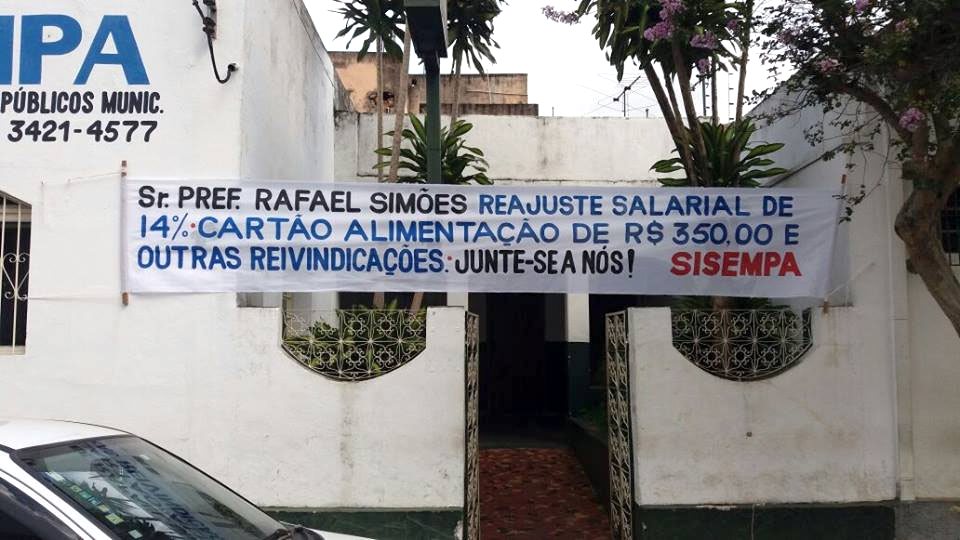 MPA
PÚBLICOS MUNIC.
3421-4577
Sr. PREF. RAFAEL SIMÕES REAJUSTE SALARIAL DE
14%·CARTÃO ALIMENTAÇÃO DE R$ 350,00 E
OUTRAS REIVINDICAÇÕES.·JUNTE-SE A NÓS! SISEMPA